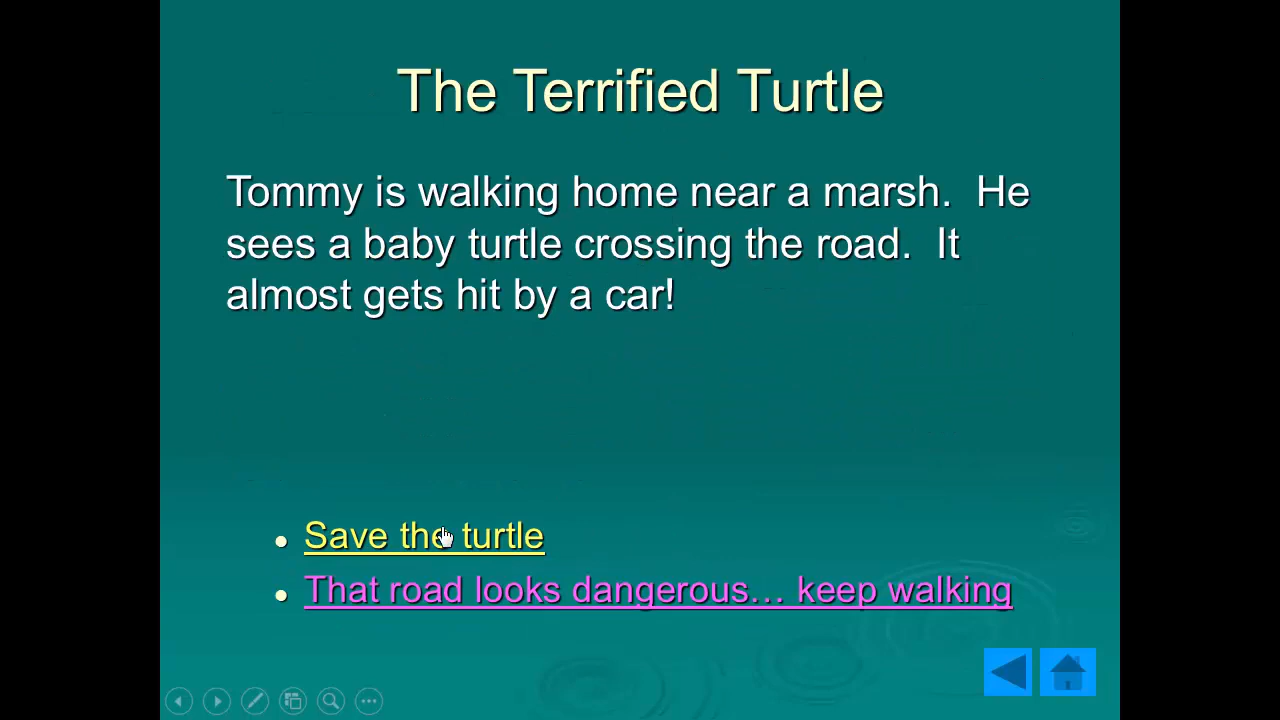 The Terrified Turtle
Tommy is walking home near a marsh.  He
sees a baby turtle crossing the road.  It
almost gets hit by a car!
• Save the turtle
• That road looks dangerous… keep walking